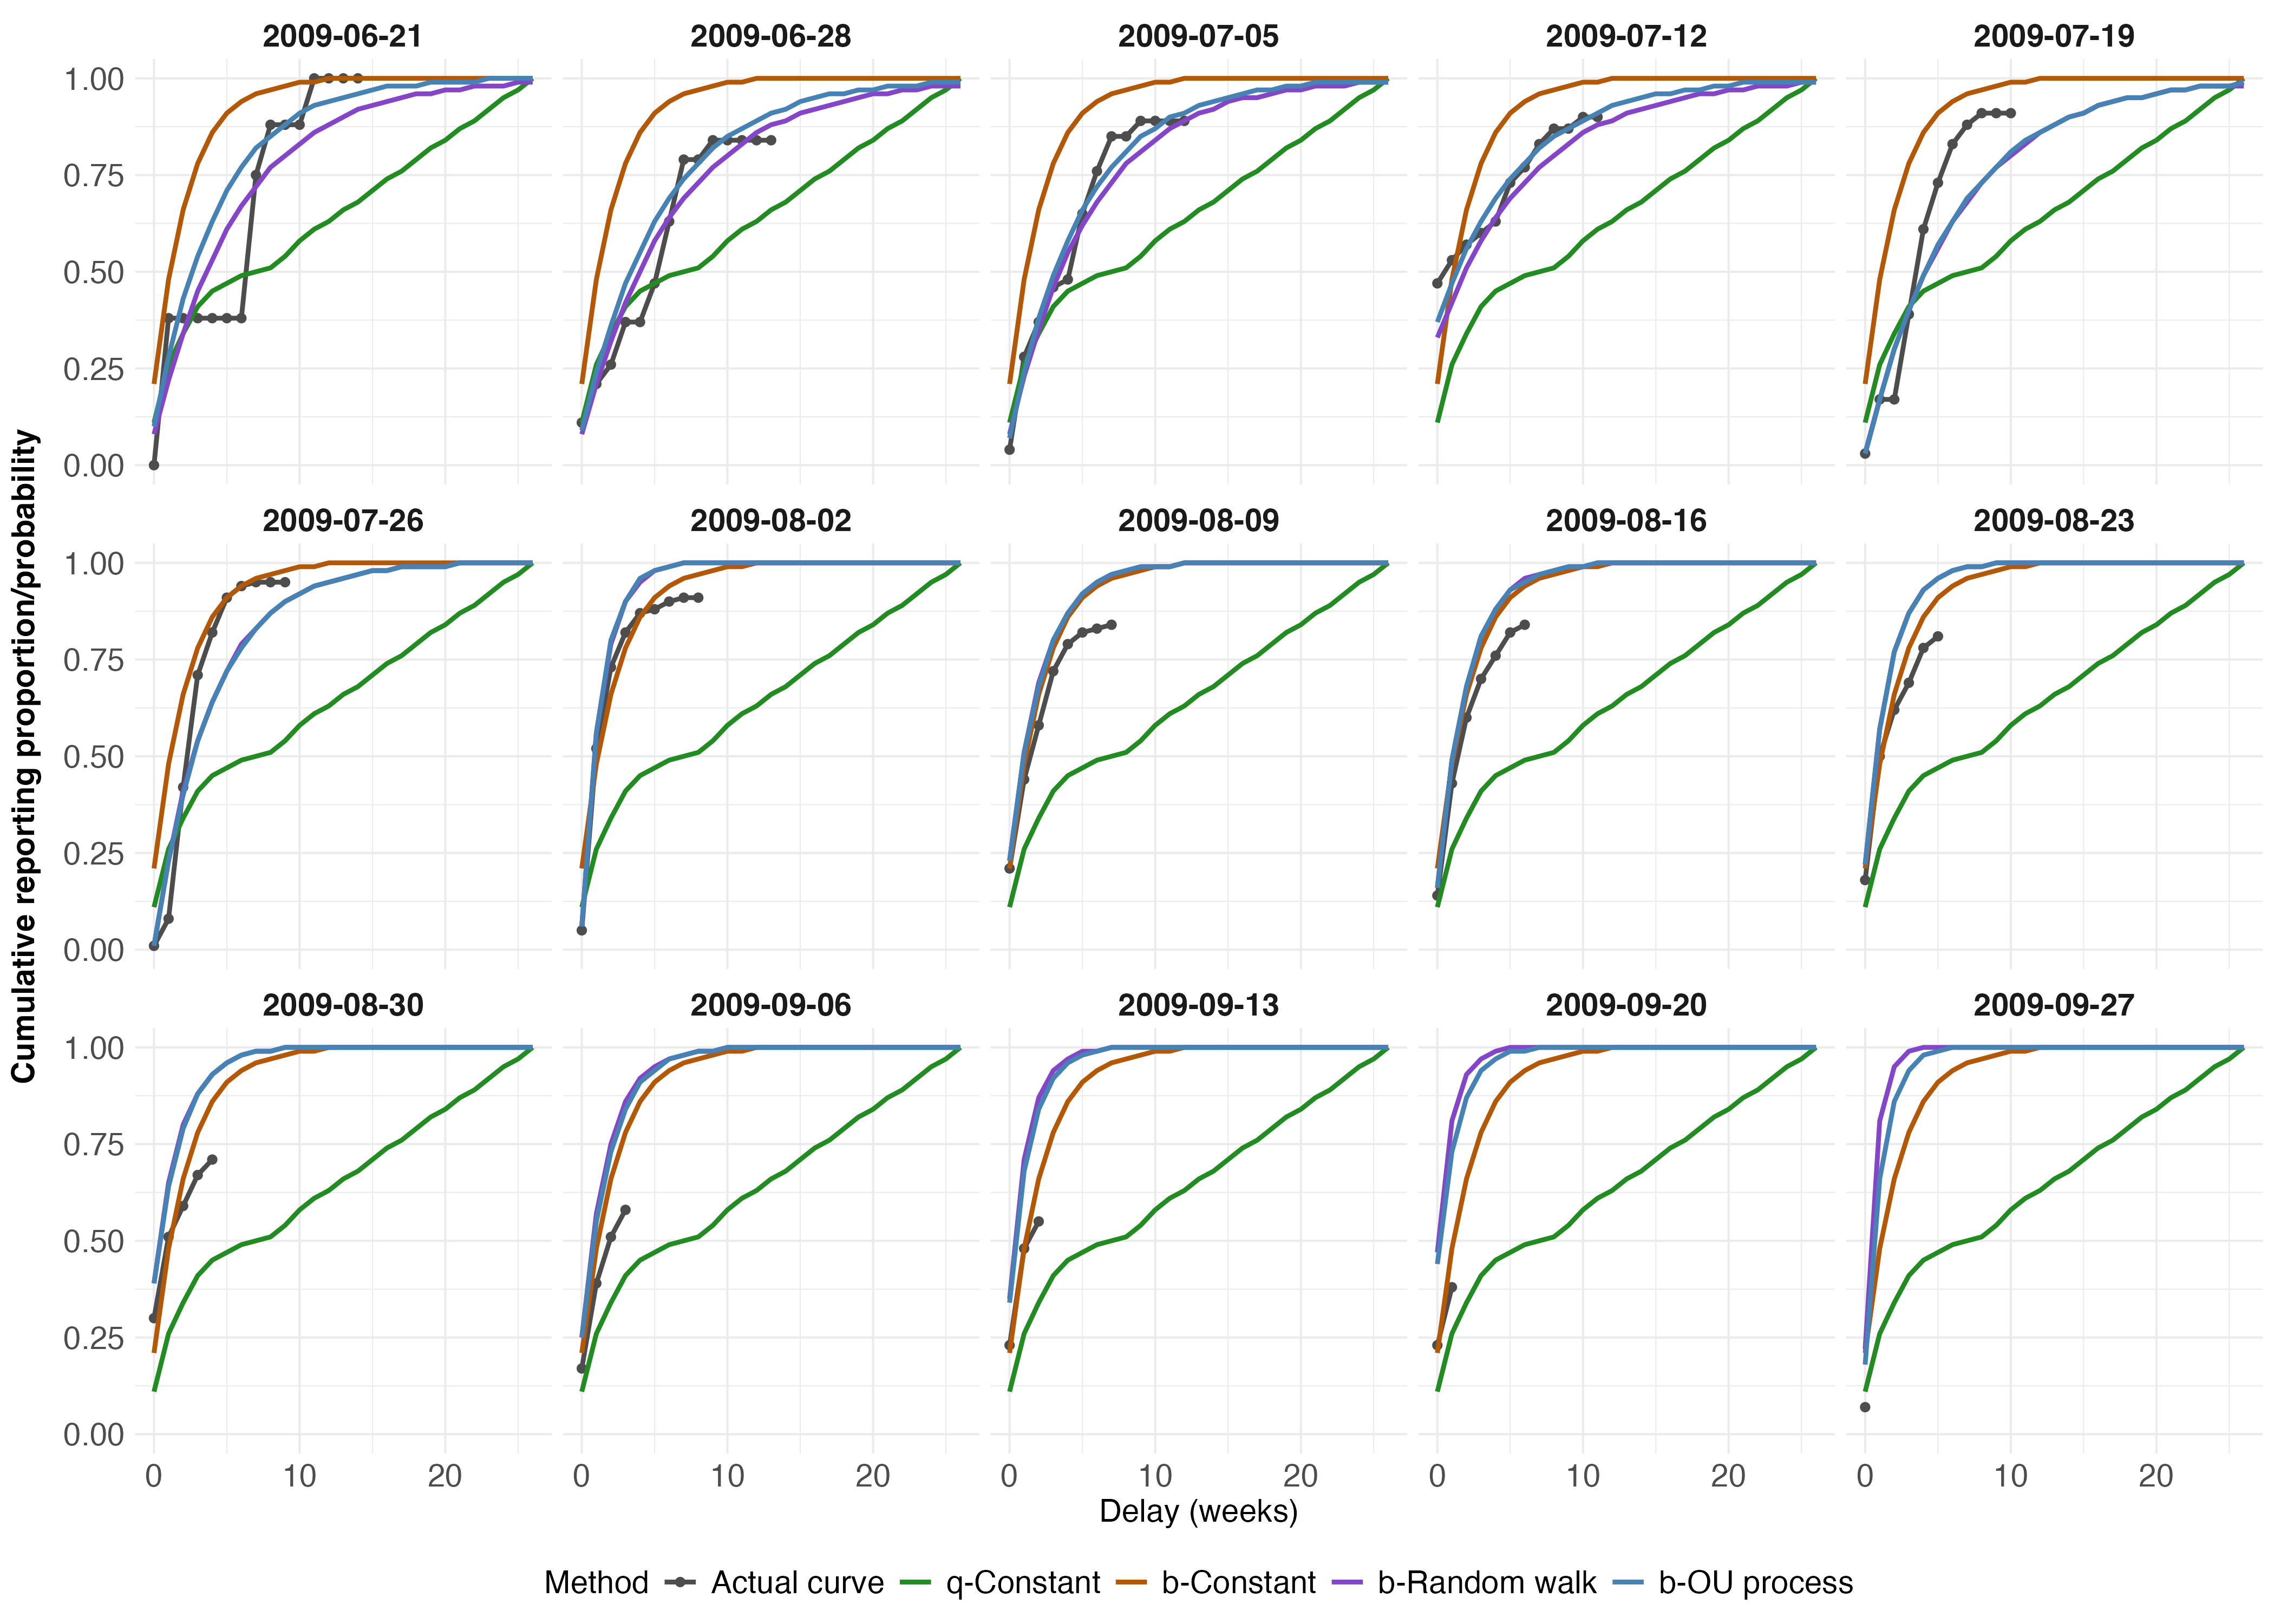 2009-06-21 2009-06-28 2009-07-05 2009-07-12 2009-07-19
1.00
0.75
0.50
0.25
0.00
2009-07-26 2009-08-02 2009-08-09 2009-08-16 2009-08-23
1.00
0.75
0.50
0.25
0.00
2009-08-30 2009-09-06 2009-09-13 2009-09-20 2009-09-27
1.00
0.75
0.50
0.25
0.00
0 10 20 0 10 20 0 10 20 0 10 20 0 10 20
Cumulative reporting proportion/probability
Delay (weeks)
Method Actual curve q-Constant b-Constant b-Random walk b-OU process